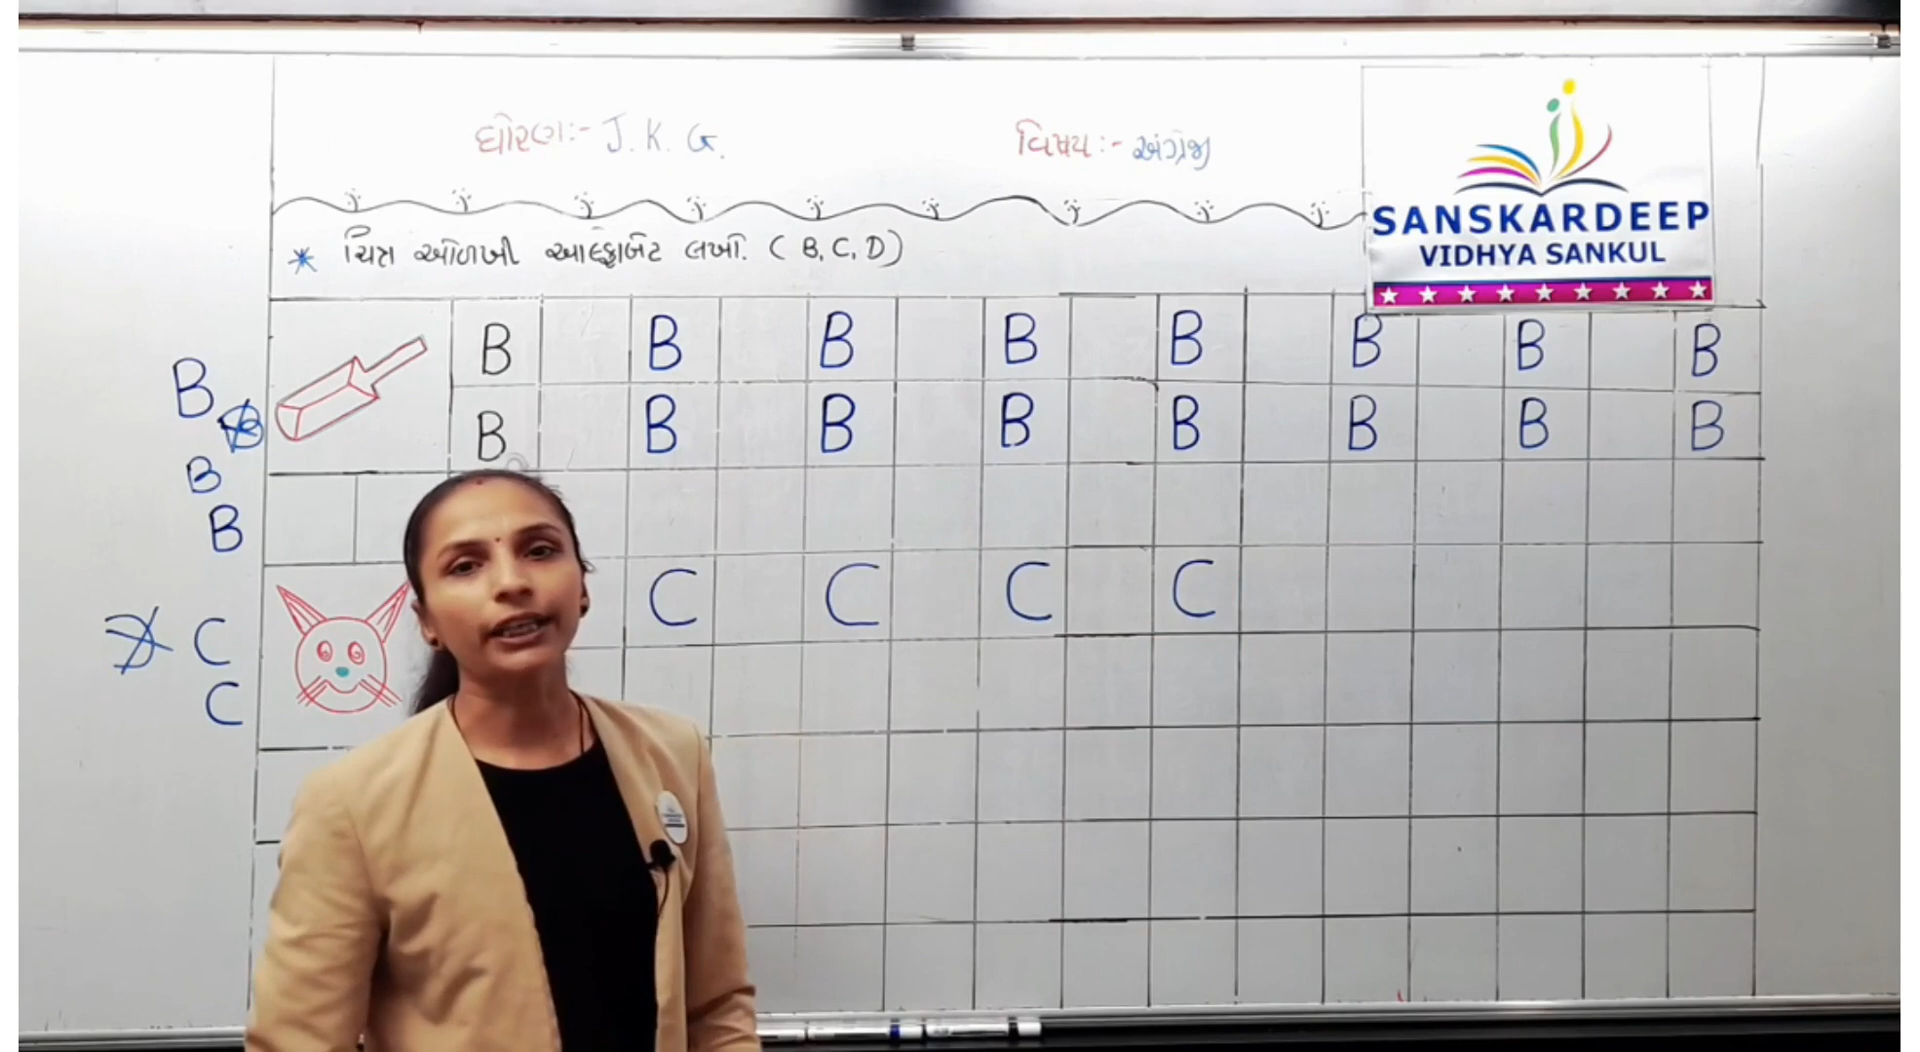 ધોરણ:- J. K. G.
વિષય:- અંગ્રેજી
SANSKARDEEP
VIDHYA SANKUL
* ચિત્ર ઓળખી આલ્ફાબેટ લખો. ( B, C, D )
B B B B B B B B
B B B B B B B B
B
B
B
C C C C
C
C